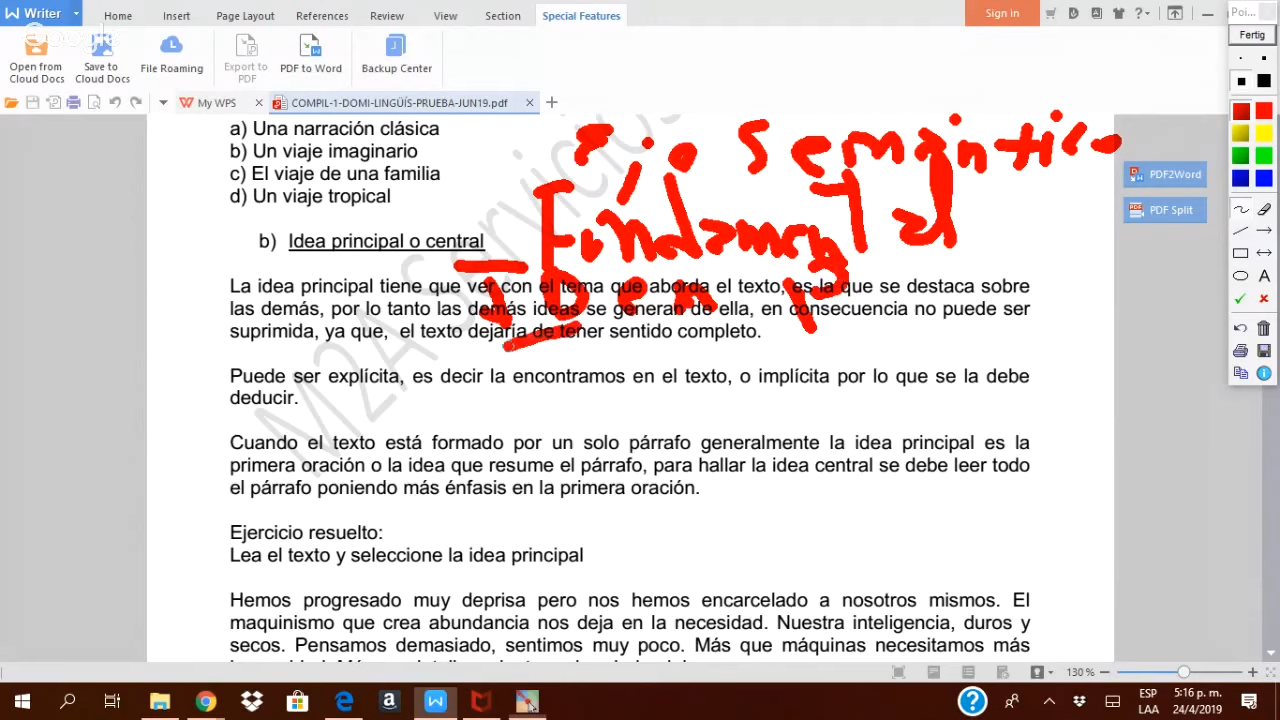 Writer
Home Insert Page Layout References Review View Section Special Features
Sign in
Fertig
Open from Cloud Docs
Save to Cloud Docs
File Roaming
Export to PDF
PDF to Word
Backup Center
My WPS
COMPIL-1-DOMI-LINGÜÍS-PRUEBA-JUN19.pdf
PDF2Word
PDF Split
a) Una narración clásica
b) Un viaje imaginario
c) El viaje de una familia
d) Un viaje tropical
Eje semántico
Fundamental
b) Idea principal o central
La idea principal tiene que ver con el tema que aborda el texto, es la que se destaca sobre
las demás, por lo tanto las demás ideas se generan de ella, en consecuencia no puede ser
suprimida, ya que, el texto dejaría de tener sentido completo.
Puede ser explícita, es decir la encontramos en el texto, o implícita por lo que se la debe
deducir.
Cuando el texto está formado por un solo párrafo generalmente la idea principal es la
primera oración o la idea que resume el párrafo, para hallar la idea central se debe leer todo
el párrafo poniendo más énfasis en la primera oración.
Ejercicio resuelto:
Lea el texto y seleccione la idea principal
Hemos progresado muy deprisa pero nos hemos encarcelado a nosotros mismos. El
maquinismo que crea abundancia nos deja en la necesidad. Nuestra inteligencia, duros y
secos. Pensamos demasiado, sentimos muy poco. Más que máquinas necesitamos más
M2A Servicios
130 %
ESP
LAA
5:16 p. m.
24/4/2019